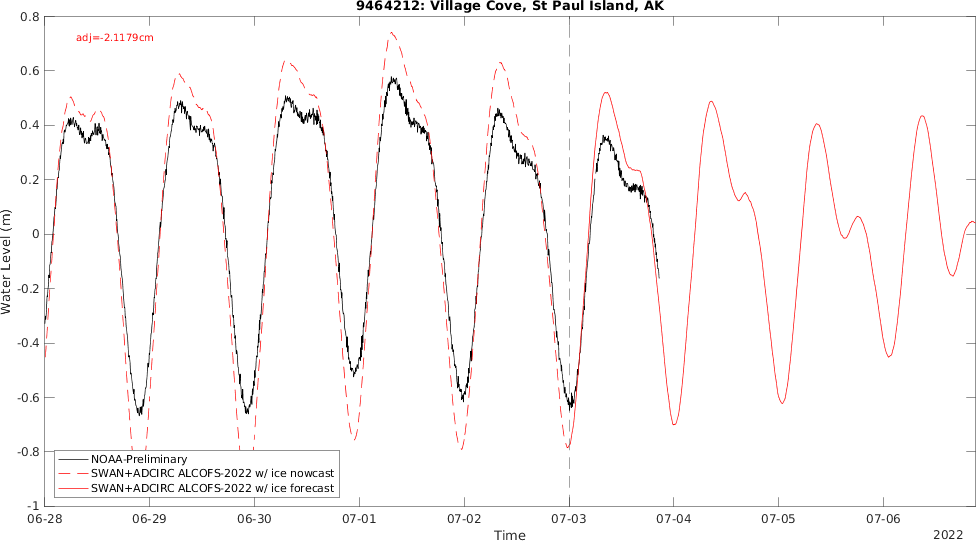 9464212: Village Cove, St Paul Island, AK
adj=-2.1179cm
0.8
0.6
0.4
0.2
0
-0.2
-0.4
-0.6
-0.8
-1
Water Level (m)
NOAA-Preliminary
SWAN+ADCIRC ALCOFS-2022 w/ ice nowcast
SWAN+ADCIRC ALCOFS-2022 w/ ice forecast
06-28 06-29 06-30 07-01 07-02 07-03 07-04 07-05 07-06
Time
2022